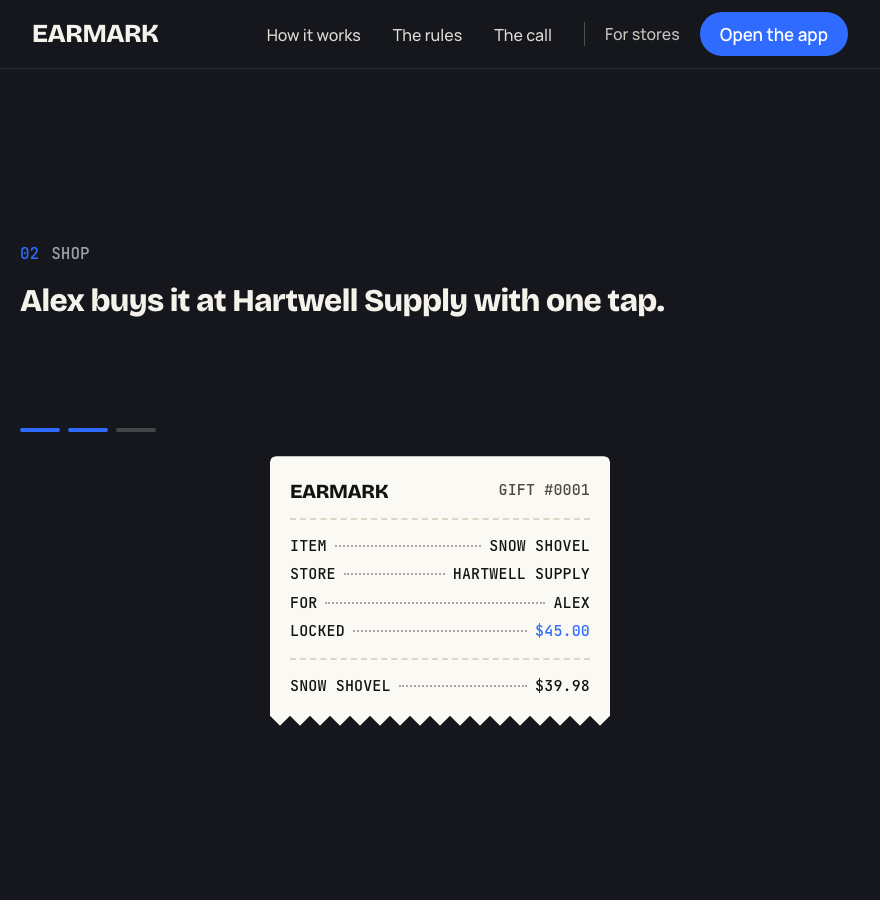 EARMARK How it works The rules The call For stores Open the app
02 SHOP
Alex buys it at Hartwell Supply with one tap.
EARMARK GIFT #0001
ITEM SNOW SHOVEL
STORE HARTWELL SUPPLY
FOR ALEX
LOCKED $45.00
SNOW SHOVEL $39.98